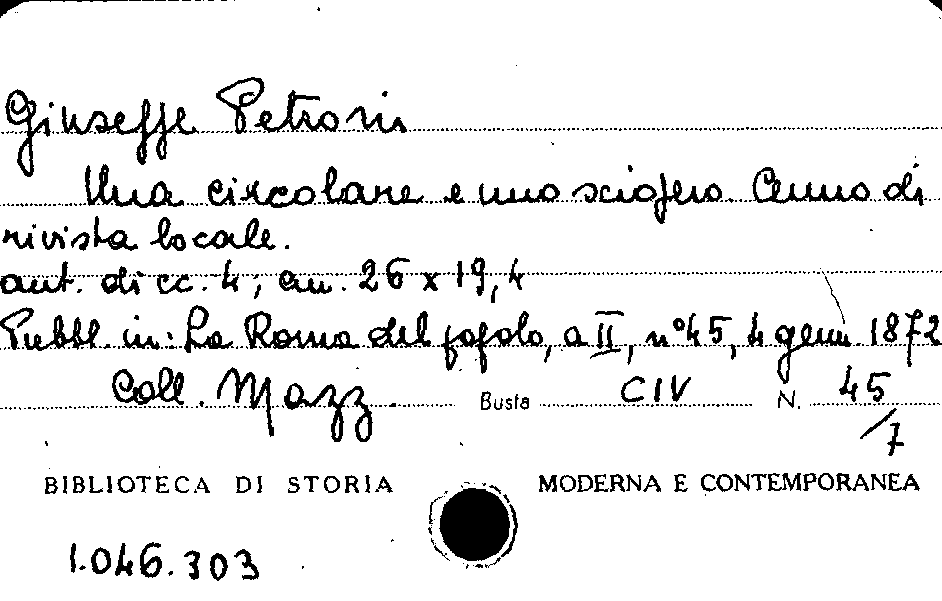 Giuseppe Petroni
Una circolare e uno sciopero. Cenno di
rivista locale.
aut. di cc. 4; cm. 26 x 19,4
Pubbl. in: La Roma del popolo, a II, n° 45, 4 genn 1872
Coll. Mazz. Busta CIV N. 45/7
BIBLIOTECA DI STORIA MODERNA E CONTEMPORANEA
1.046.303